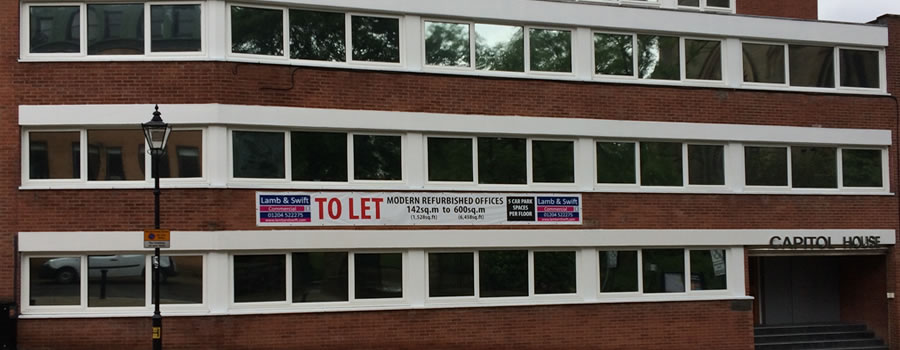 Lamb & Swift
Commercial
01204 522275
TO LET
MODERN REFURBISHED OFFICES
142sq.m to 600sq.m
(1,528sq.ft) (6,458sq.ft)
5 CAR PARK
SPACES
PER FLOOR
Lamb & Swift
Commercial
01204 522275
CAPITOL HOUSE